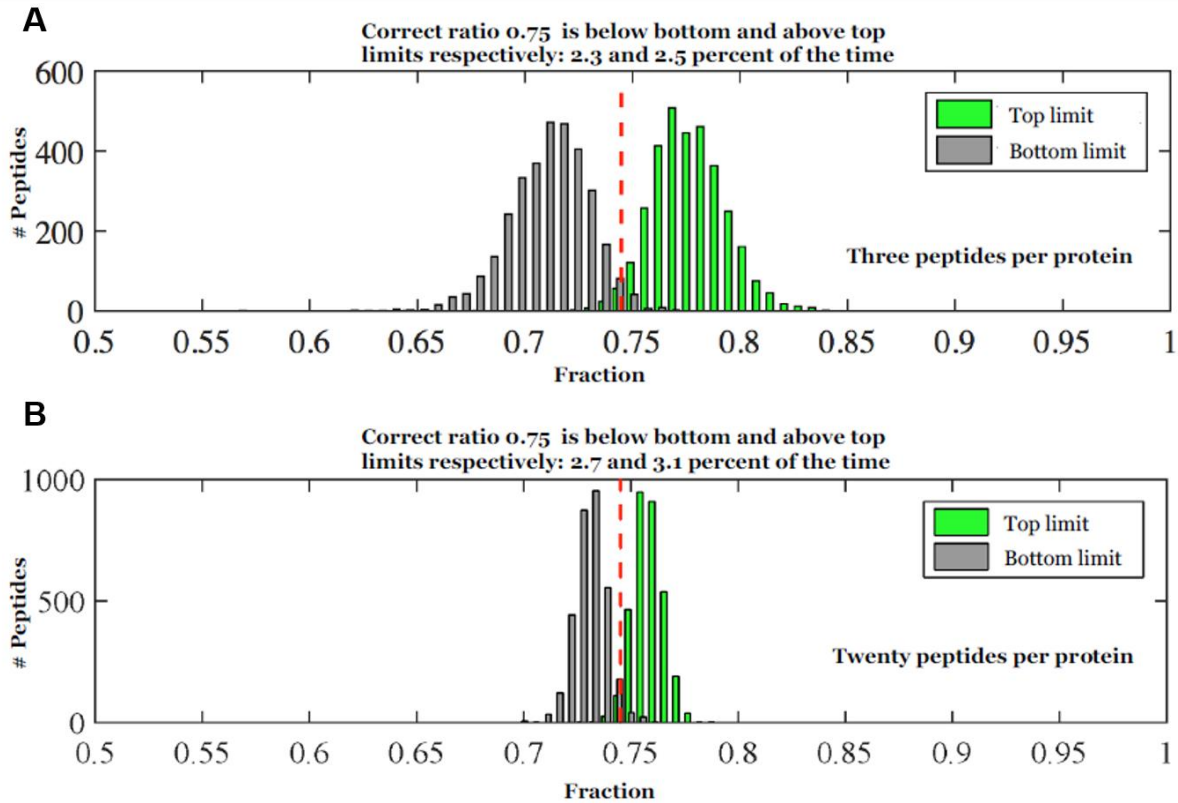 A
Correct ratio 0.75 is below bottom and above top
limits respectively: 2.3 and 2.5 percent of the time
600
400
200
0
# Peptides
Top limit
Bottom limit
Three peptides per protein
0.5 0.55 0.6 0.65 0.7 0.75 0.8 0.85 0.9 0.95 1
Fraction
B
Correct ratio 0.75 is below bottom and above top
limits respectively: 2.7 and 3.1 percent of the time
1000
500
0
# Peptides
Top limit
Bottom limit
Twenty peptides per protein
0.5 0.55 0.6 0.65 0.7 0.75 0.8 0.85 0.9 0.95 1
Fraction